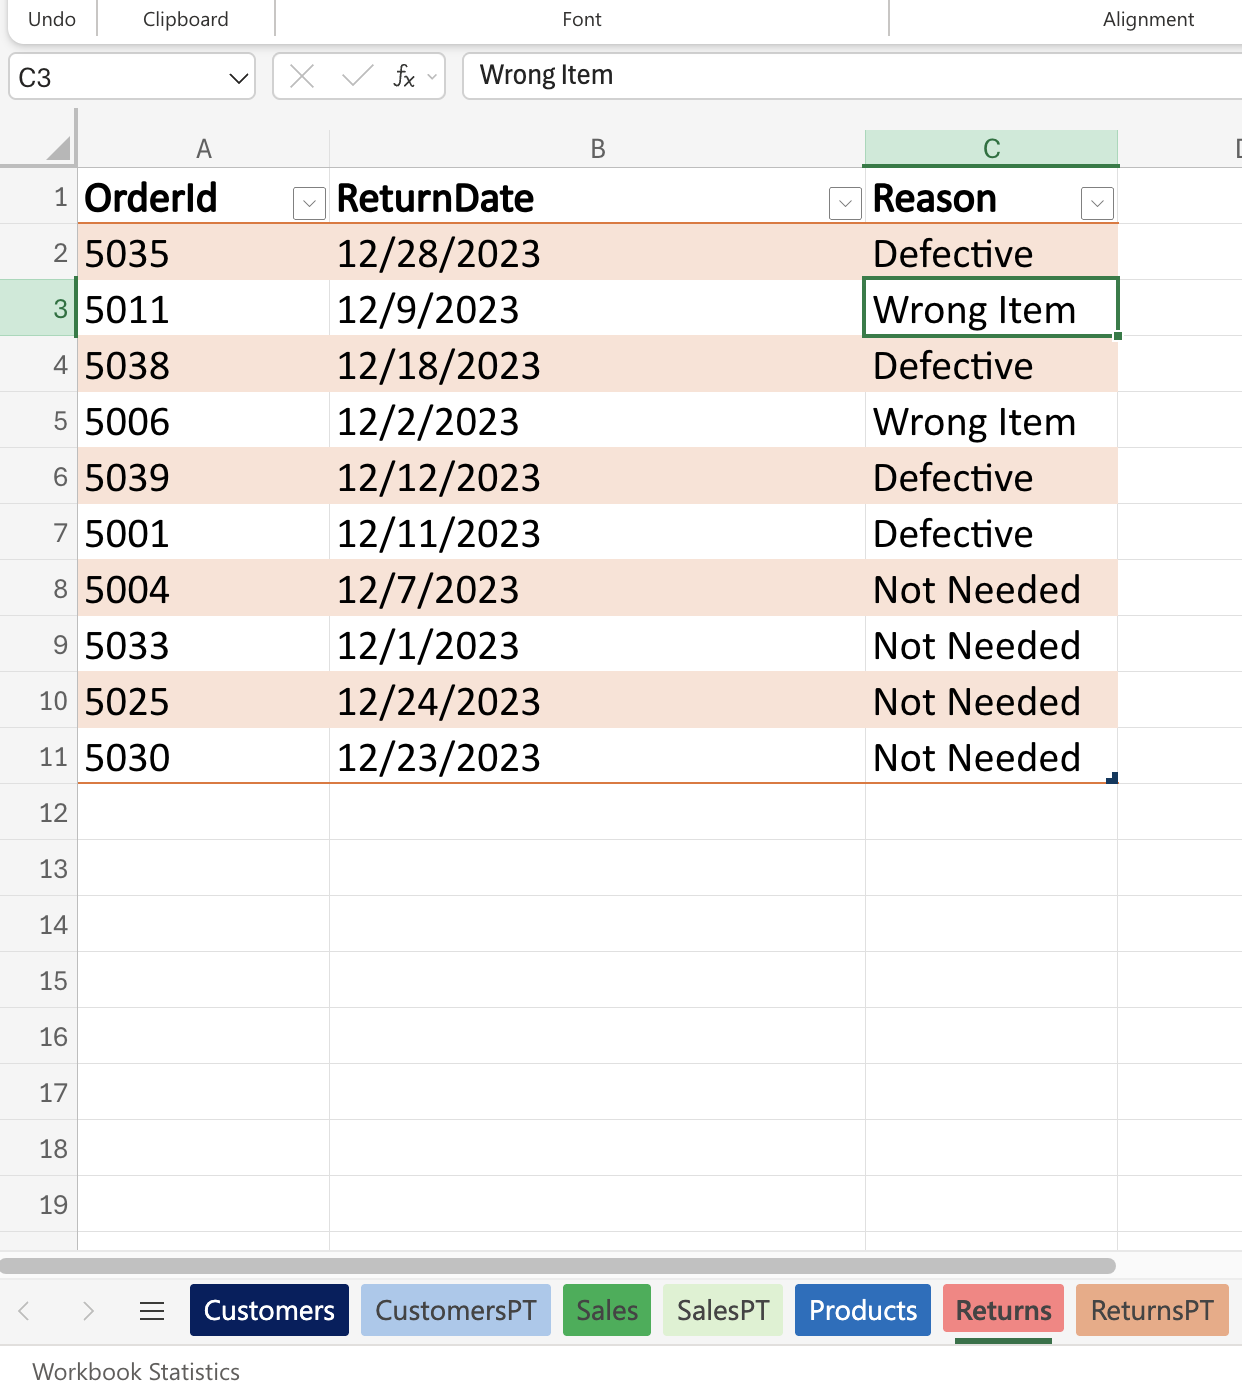 Undo Clipboard Font Alignment
C3 fx Wrong Item
A B C
1 OrderId ReturnDate Reason
2 5035 12/28/2023 Defective
3 5011 12/9/2023 Wrong Item
4 5038 12/18/2023 Defective
5 5006 12/2/2023 Wrong Item
6 5039 12/12/2023 Defective
7 5001 12/11/2023 Defective
8 5004 12/7/2023 Not Needed
9 5033 12/1/2023 Not Needed
10 5025 12/24/2023 Not Needed
11 5030 12/23/2023 Not Needed
12
13
14
15
16
17
18
19
Customers CustomersPT Sales SalesPT Products Returns ReturnsPT
Workbook Statistics